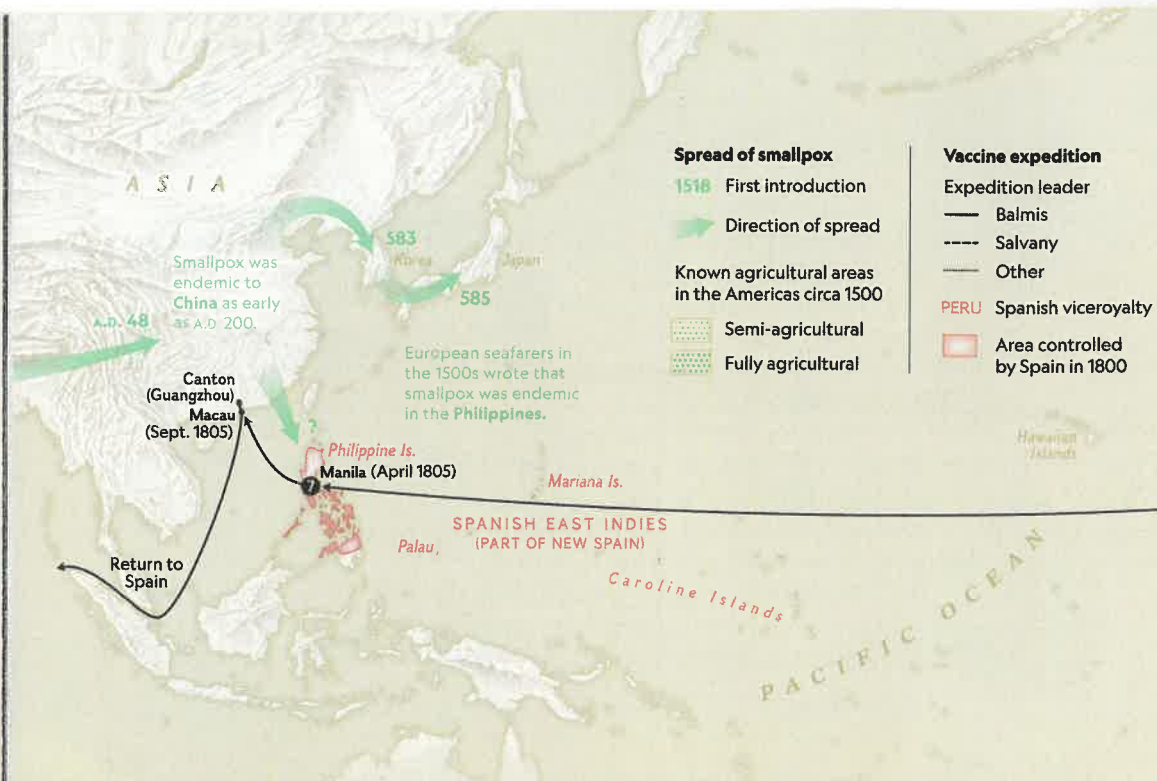 ASIA
Smallpox was
endemic to
China as early
as A.D. 200.
A.D. 48
583
Korea
Japan
585
European seafarers in
the 1500s wrote that
smallpox was endemic
in the Philippines.
Canton
(Guangzhou)
Macau
(Sept. 1805)
?
Philippine Is.
7
Manila (April 1805)
Mariana Is.
SPANISH EAST INDIES
(PART OF NEW SPAIN)
Palau
Caroline Islands
Return to
Spain
Hawaiian
Islands
PACIFIC OCEAN
Spread of smallpox
1518 First introduction
Direction of spread
Known agricultural areas
in the Americas circa 1500
Semi-agricultural
Fully agricultural
Vaccine expedition
Expedition leader
Balmis
Salvany
Other
PERU Spanish viceroyalty
Area controlled
by Spain in 1800